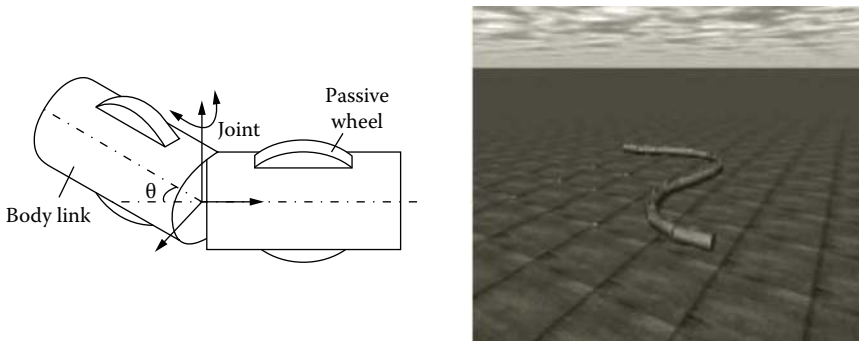 Passive
wheel
Joint
θ
Body link